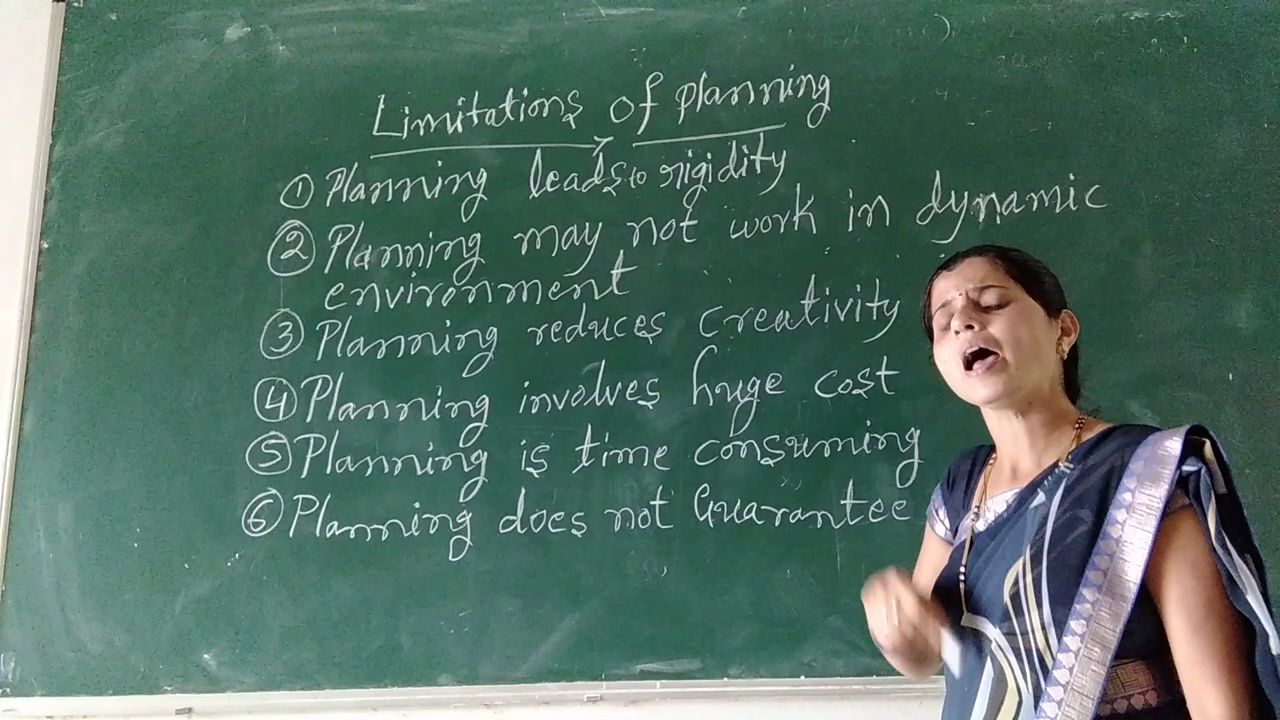 Limitations of planning
① Planning leads to rigidity
② Planning may not work in dynamic
environment
③ Planning reduces creativity
④ Planning involves huge cost
⑤ Planning is time consuming
⑥ Planning does not Guarantee